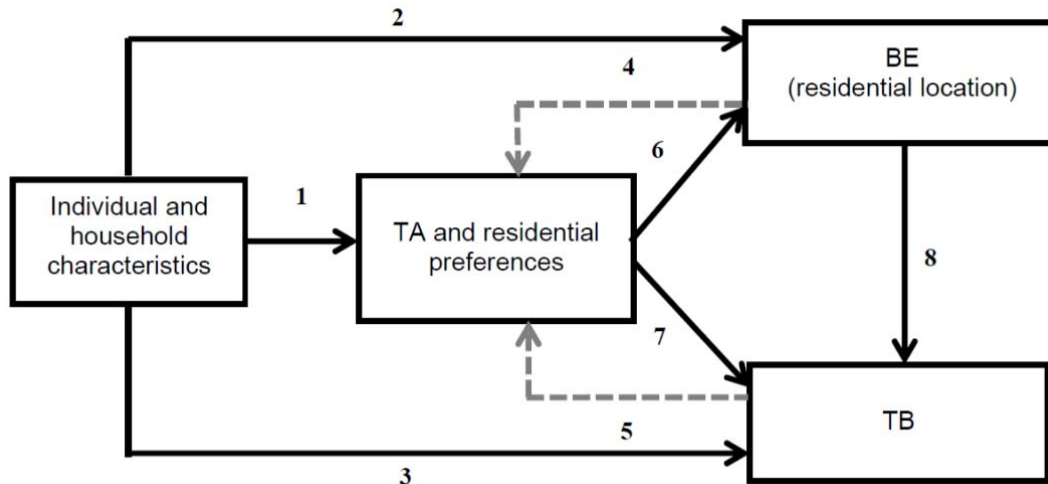 2
BE
(residential location)
4
6
1
Individual and
household
characteristics
TA and residential
preferences
8
7
TB
5
3